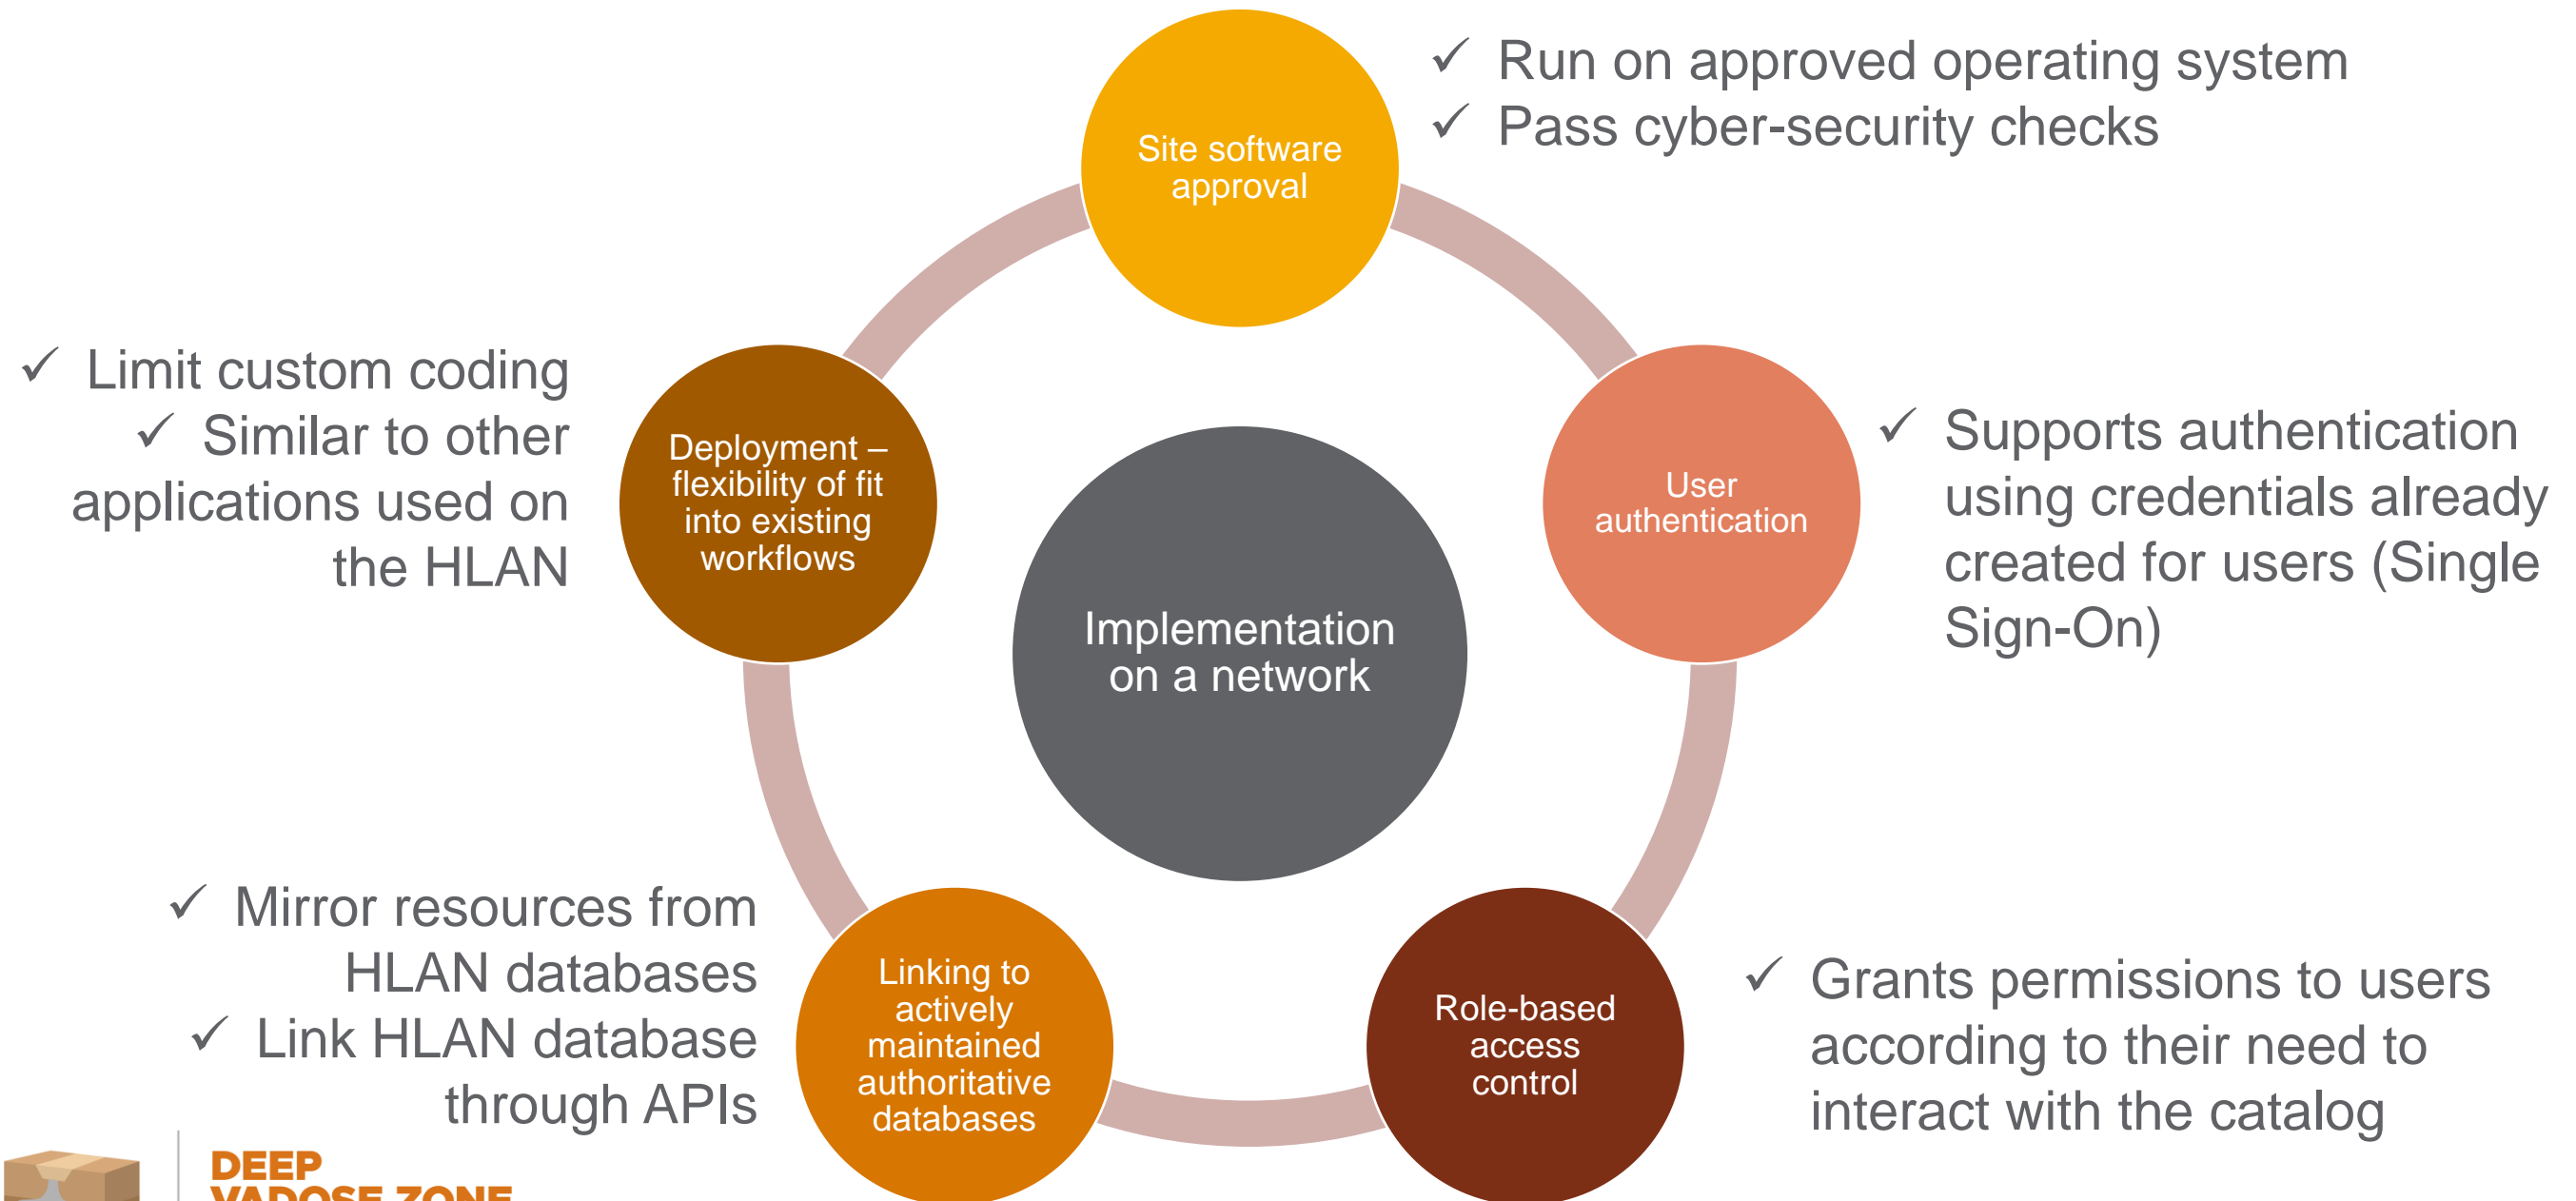 ✓ Run on approved operating system
✓ Pass cyber-security checks
Site software
approval
✓ Limit custom coding
✓ Similar to other
applications used on
the HLAN
Deployment –
flexibility of fit
into existing
workflows
User
authentication
✓ Supports authentication
using credentials already
created for users (Single
Sign-On)
Implementation
on a network
✓ Mirror resources from
HLAN databases
✓ Link HLAN database
through APIs
Linking to
actively
maintained
authoritative
databases
Role-based
access
control
✓ Grants permissions to users
according to their need to
interact with the catalog
DEEP
VADOSE ZONE